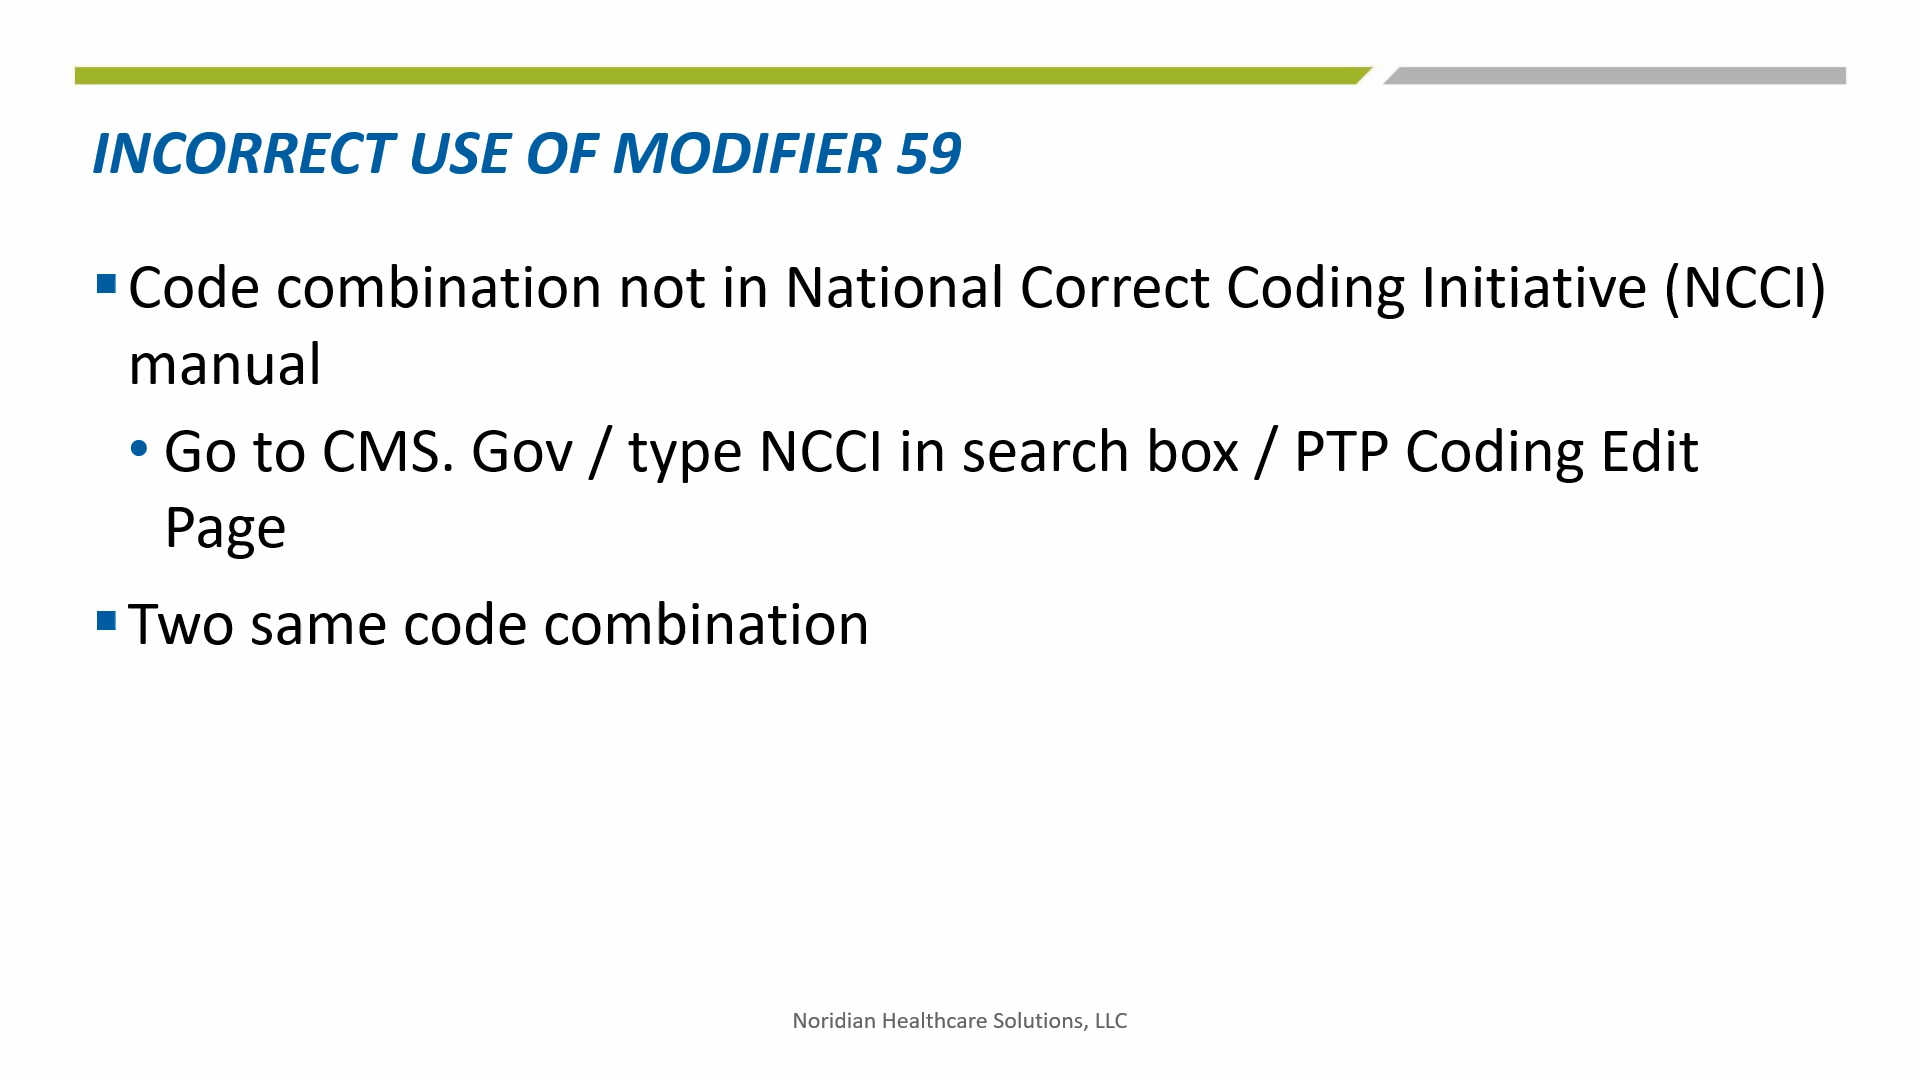 INCORRECT USE OF MODIFIER 59
Code combination not in National Correct Coding Initiative (NCCI)
manual
Go to CMS. Gov / type NCCI in search box / PTP Coding Edit
Page
Two same code combination
Noridian Healthcare Solutions, LLC